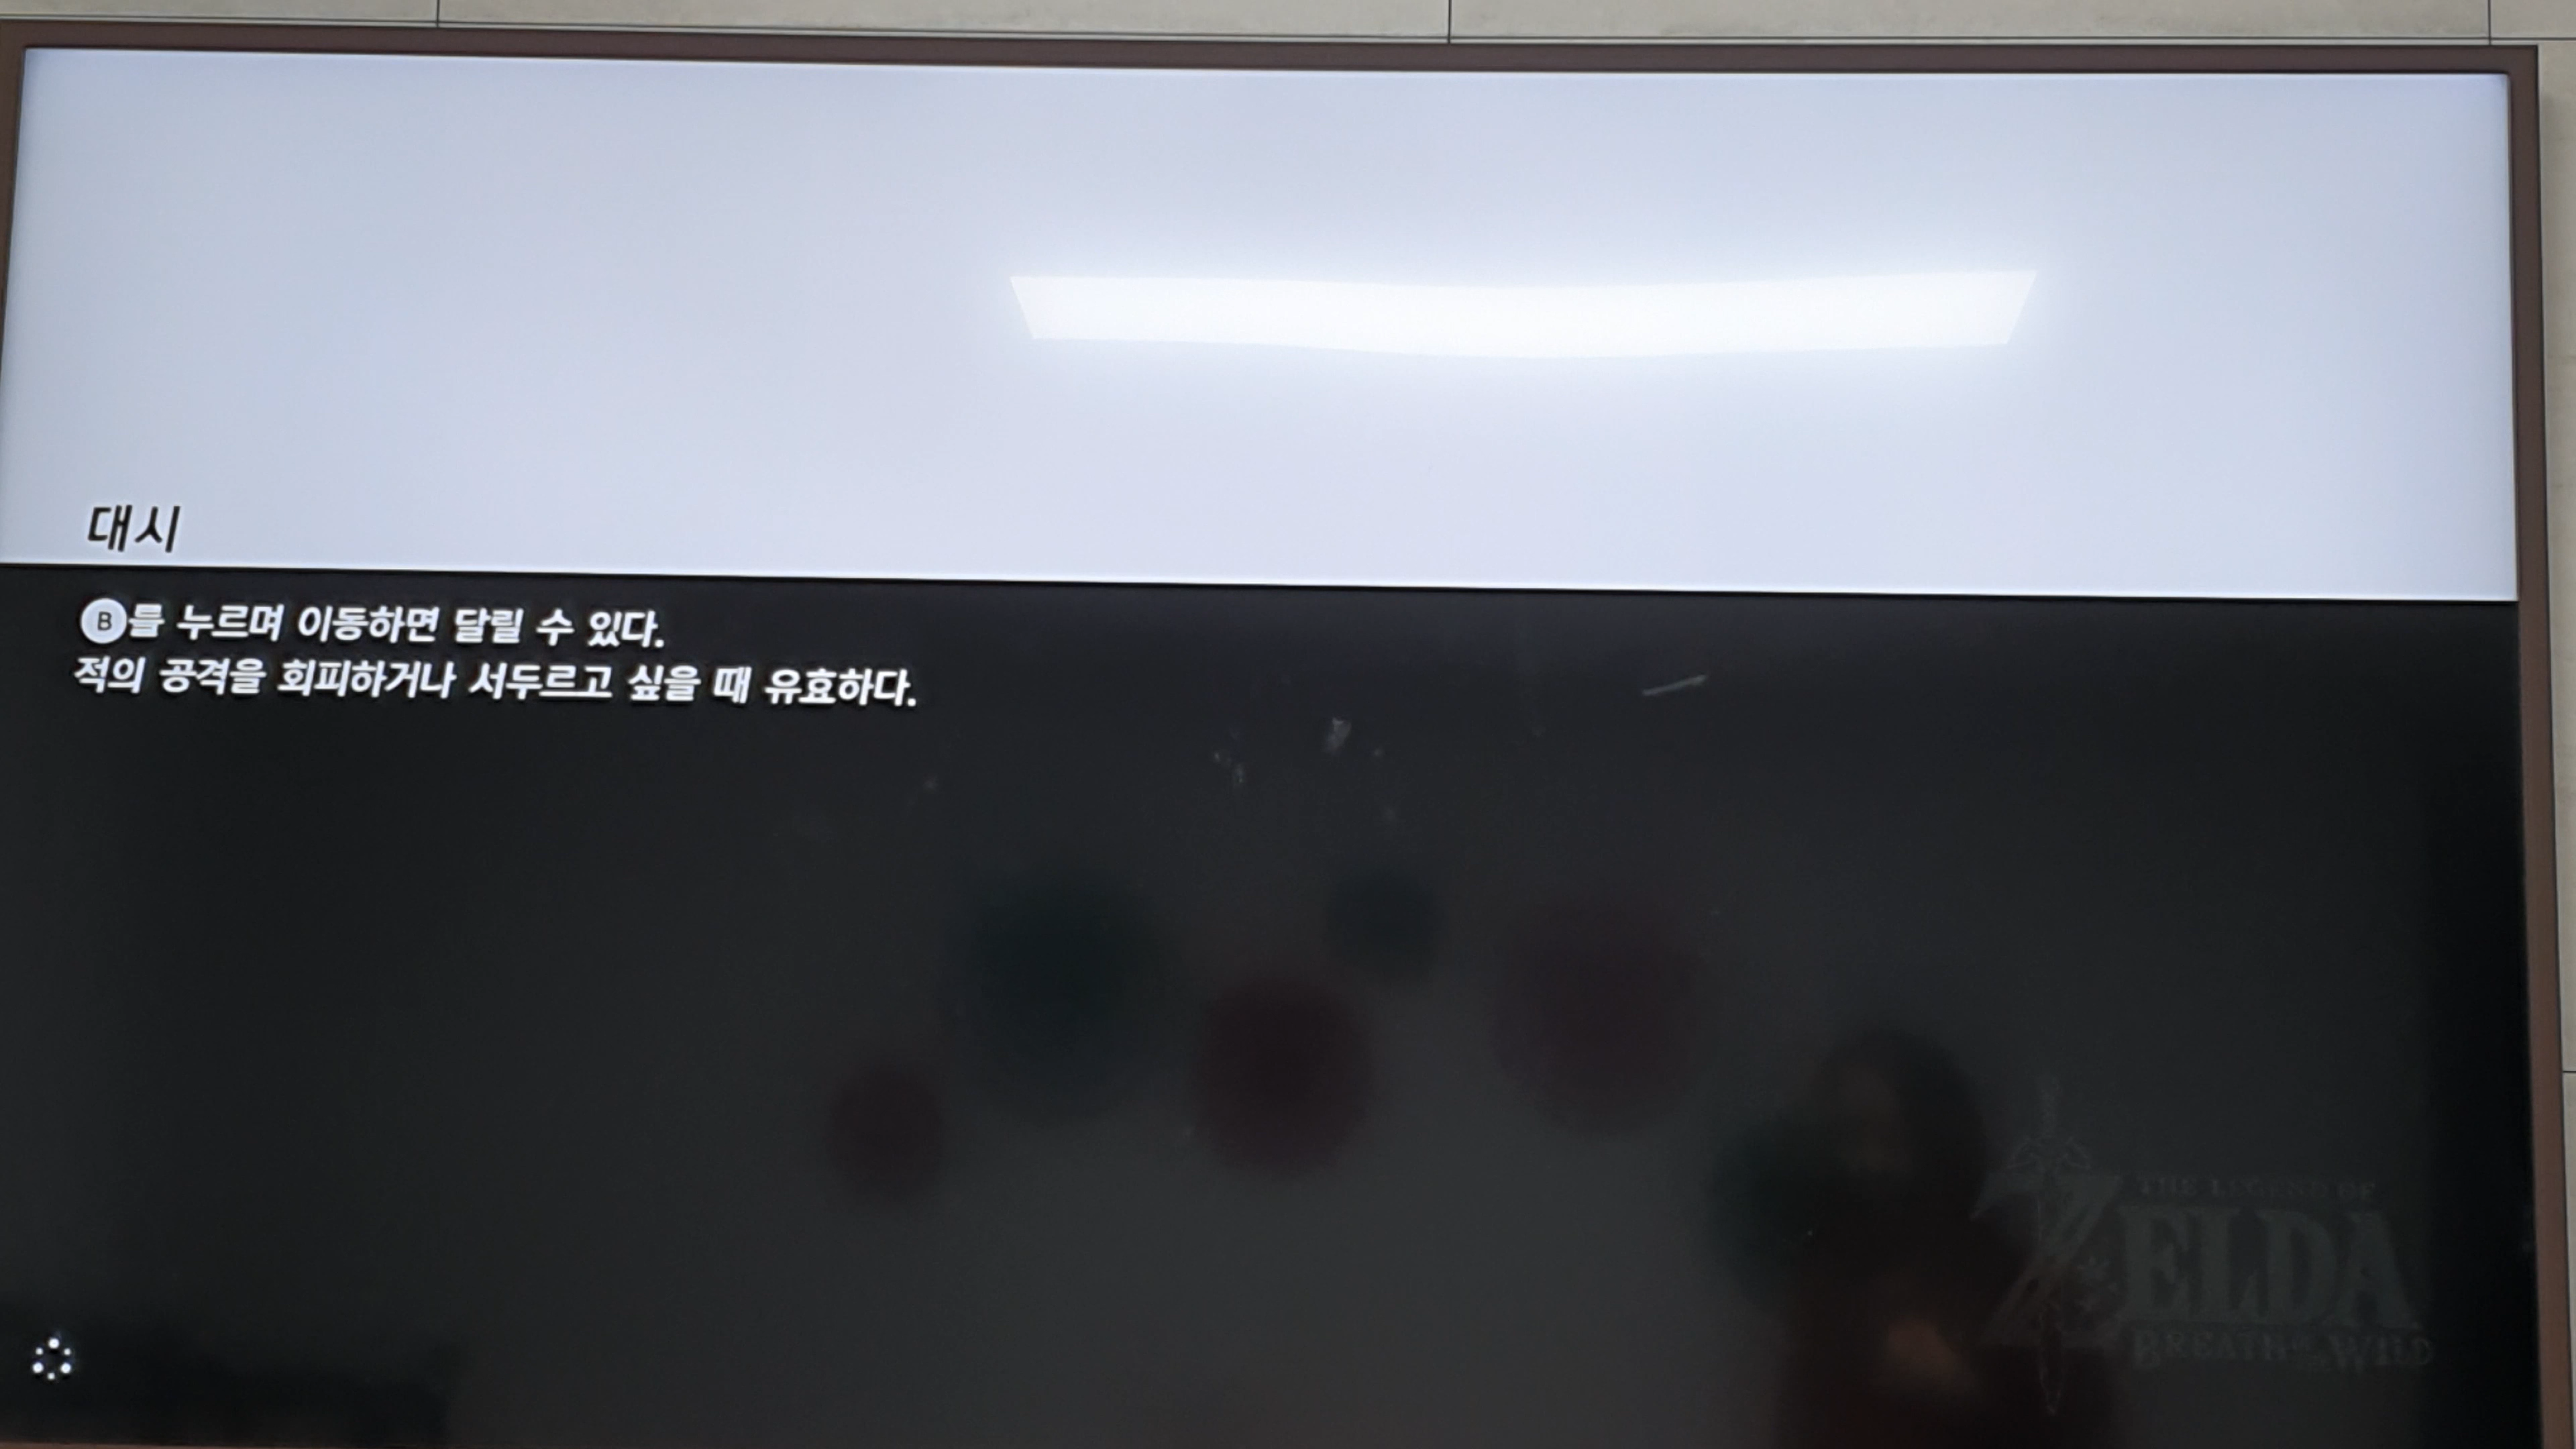 대시
B를 누르며 이동하면 달릴 수 있다.
적의 공격을 회피하거나 서두르고 싶을 때 유효하다.
THE LEGEND OF
ZELDA
BREATH OF THE WILD